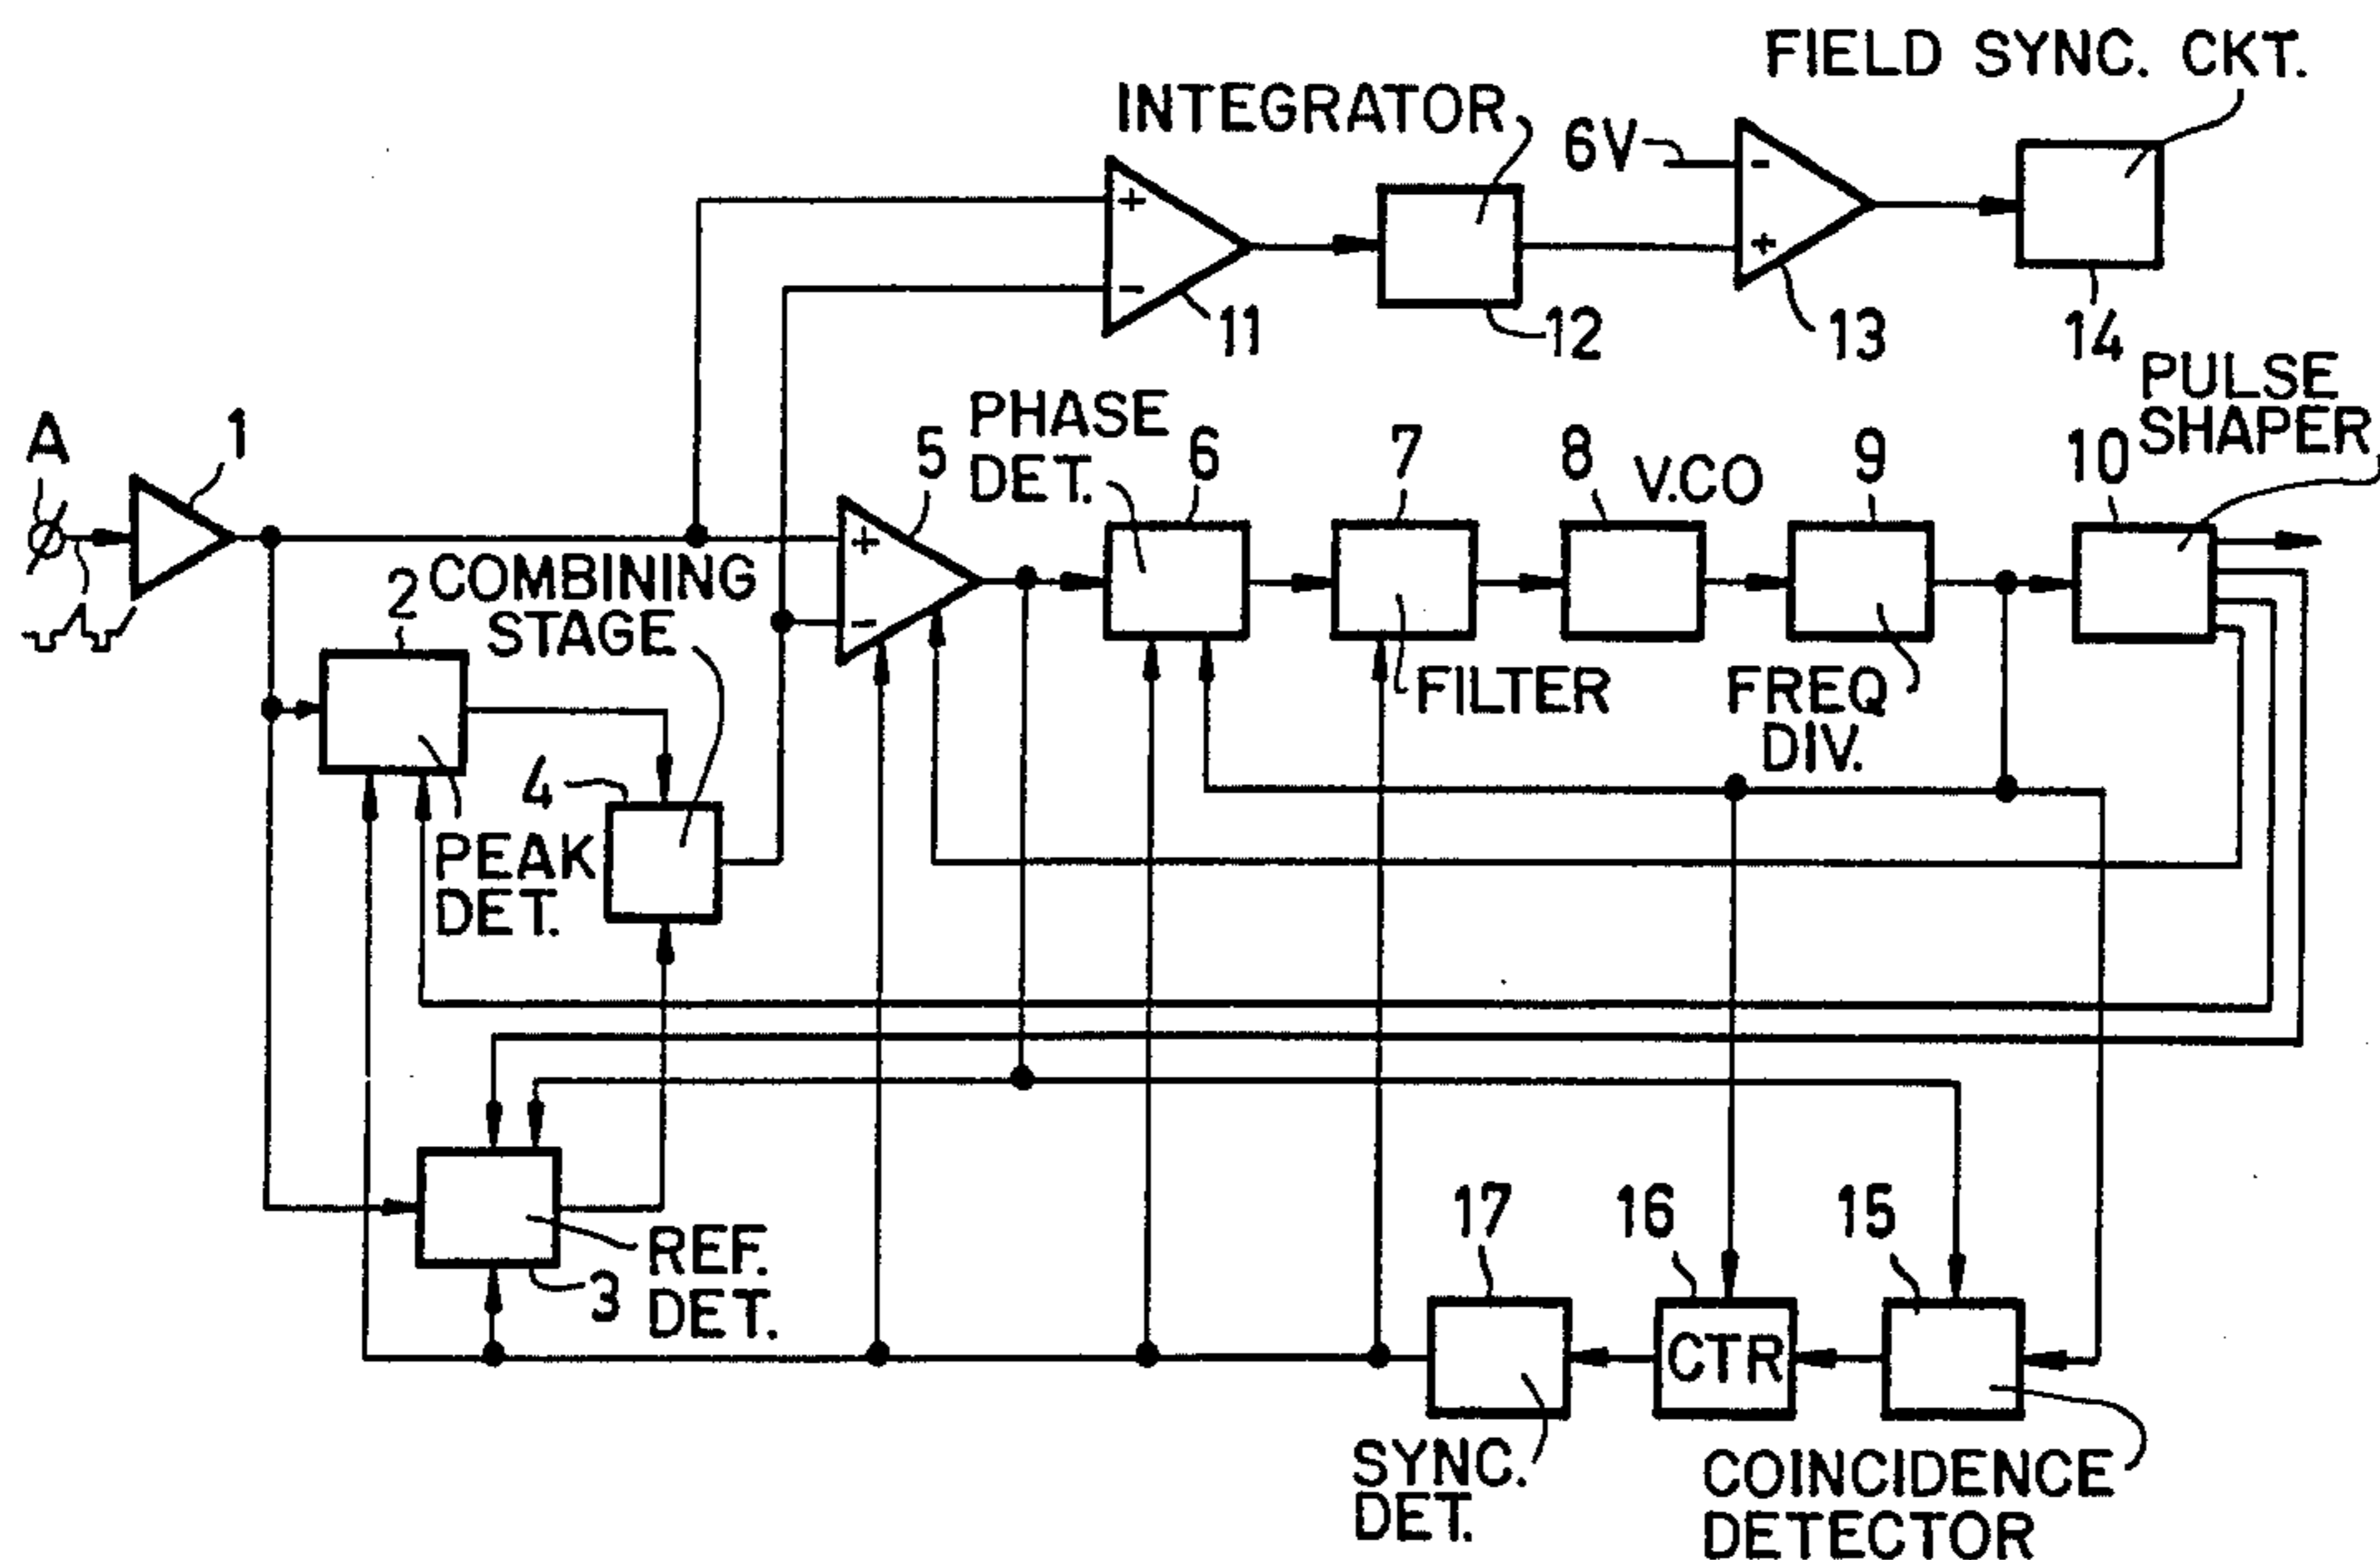 FIELD SYNC. CKT.
INTEGRATOR
6V
-
+
+
-
11
12
13
14
PULSE
SHAPER
A
1
5
PHASE
DET.
6
7
8
V.CO
9
10
+
-
2
COMBINING
STAGE
FILTER
FREQ
DIV.
4
PEAK
DET.
REF.
DET.
3
17
16
15
CTR
SYNC.
DET.
COINCIDENCE
DETECTOR